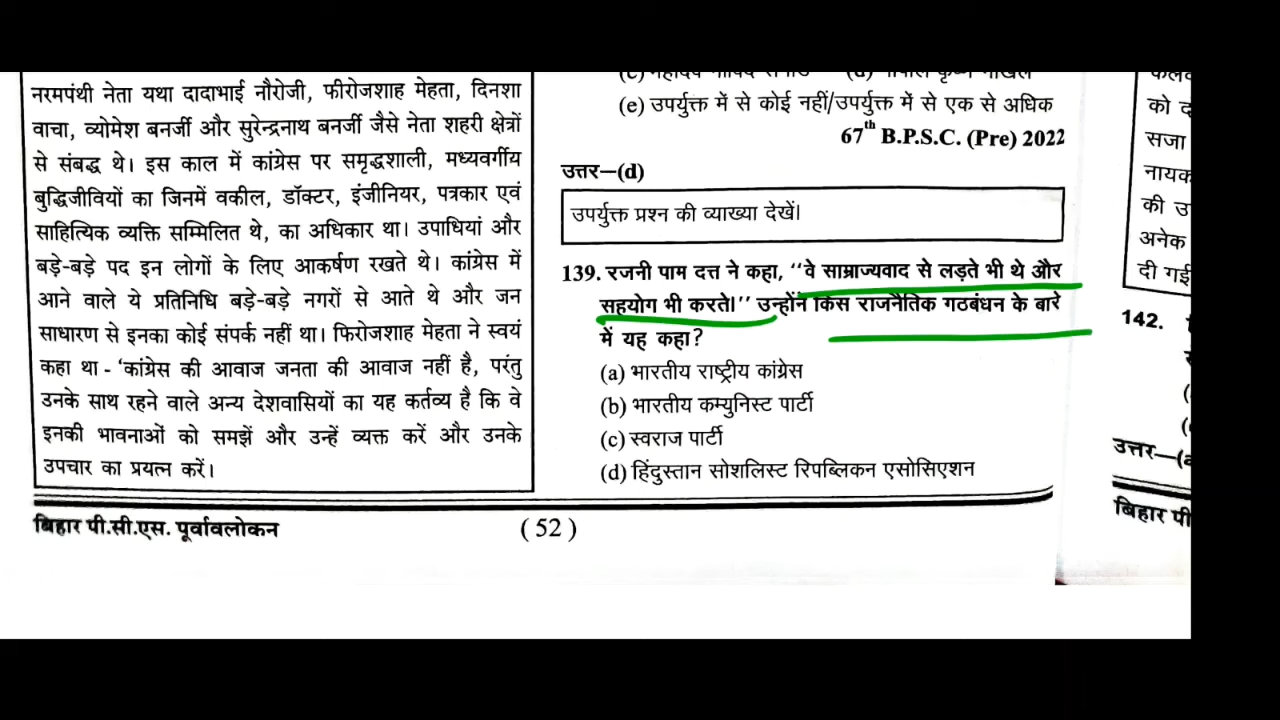 नरमपंथी नेता यथा दादाभाई नौरोजी, फीरोजशाह मेहता, दिनशा
वाचा, व्योमेश बनर्जी और सुरेन्द्रनाथ बनर्जी जैसे नेता शहरी क्षेत्रों
से संबद्ध थे। इस काल में कांग्रेस पर समृद्धशाली, मध्यवर्गीय
बुद्धिजीवियों का जिनमें वकील, डॉक्टर, इंजीनियर, पत्रकार एवं
साहित्यिक व्यक्ति सम्मिलित थे, का अधिकार था। उपाधियां और
बड़े-बड़े पद इन लोगों के लिए आकर्षण रखते थे। कांग्रेस में
आने वाले ये प्रतिनिधि बड़े-बड़े नगरों से आते थे और जन
साधारण से इनका कोई संपर्क नहीं था। फिरोजशाह मेहता ने स्वयं
कहा था - 'कांग्रेस की आवाज जनता की आवाज नहीं है, परंतु
उनके साथ रहने वाले अन्य देशवासियों का यह कर्तव्य है कि वे
इनकी भावनाओं को समझें और उन्हें व्यक्त करें और उनके
उपचार का प्रयत्न करें।
बिहार पी.सी.एस. पूर्वावलोकन
( 52 )
(e) उपर्युक्त में से कोई नहीं/उपर्युक्त में से एक से अधिक
67th B.P.S.C. (Pre) 2022
उत्तर—(d)
उपर्युक्त प्रश्न की व्याख्या देखें।
139. रजनी पाम दत्त ने कहा, "वे साम्राज्यवाद से लड़ते भी थे और
सहयोग भी करते।" उन्होंने किस राजनैतिक गठबंधन के बारे
में यह कहा?
(a) भारतीय राष्ट्रीय कांग्रेस
(b) भारतीय कम्युनिस्ट पार्टी
(c) स्वराज पार्टी
(d) हिंदुस्तान सोशलिस्ट रिपब्लिकन एसोसिएशन
को
सजा
की
अनेक
दी गई
142.
उत्तर—(a
बिहार पी